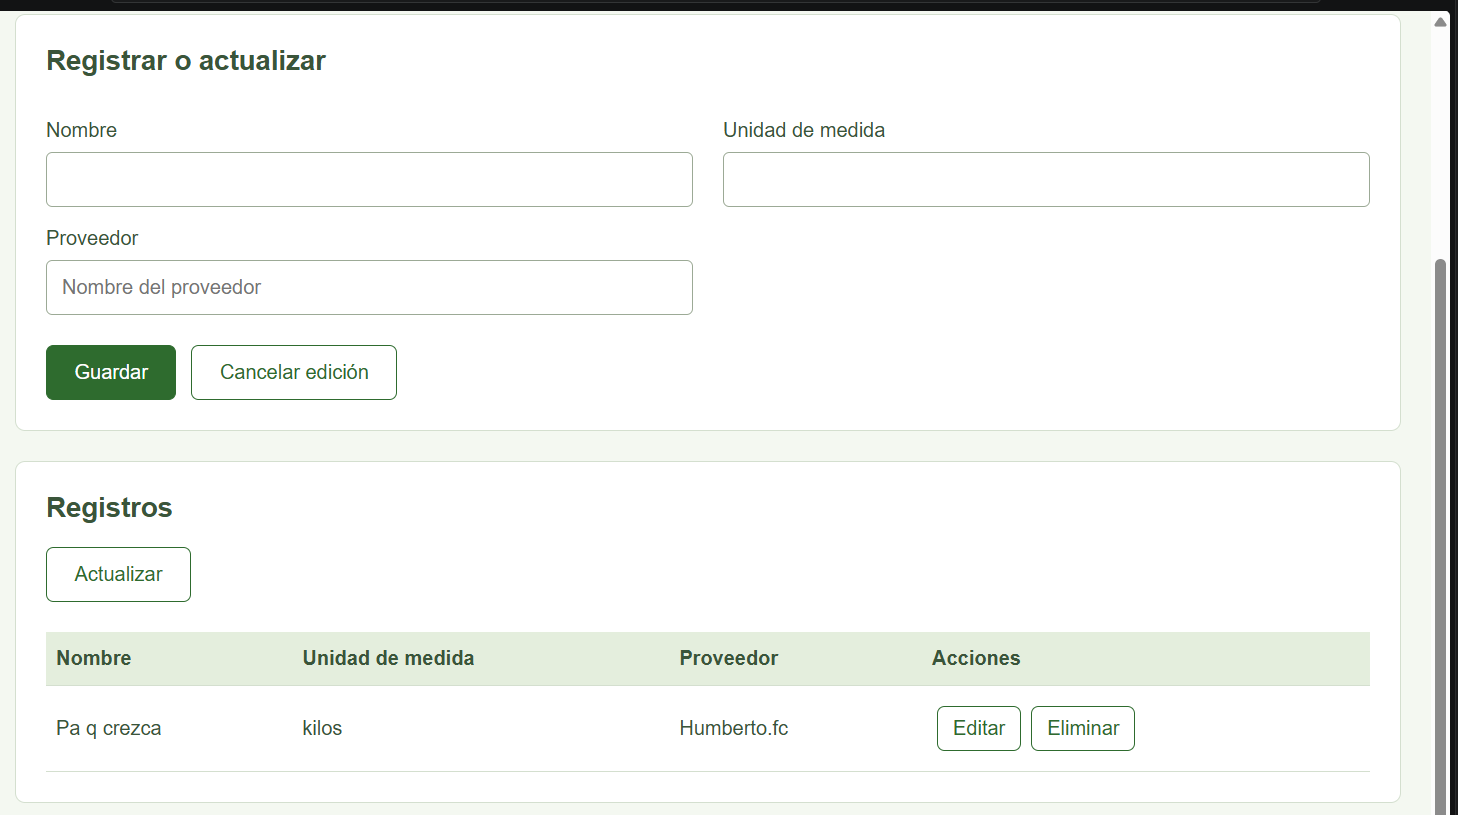 Registrar o actualizar
Nombre Unidad de medida
Proveedor
Nombre del proveedor
Guardar Cancelar edición
Registros
Actualizar
Nombre Unidad de medida Proveedor Acciones
Pa q crezca kilos Humberto.fc Editar Eliminar